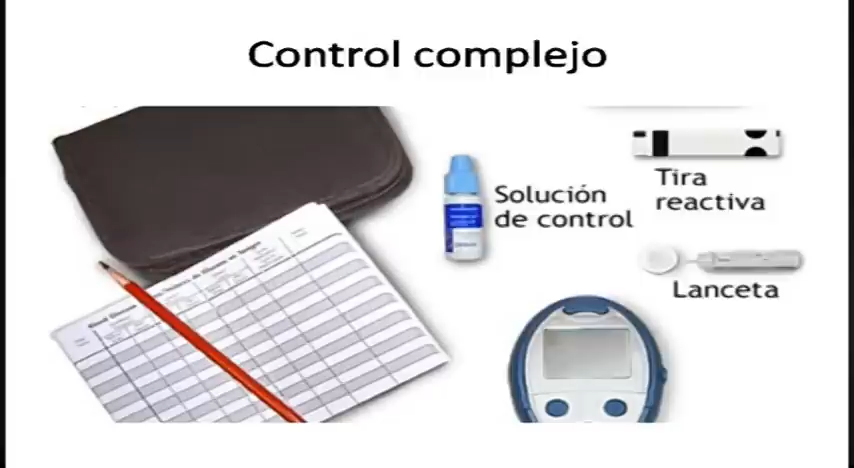 Control complejo
Solución
de control
Tira
reactiva
Lanceta